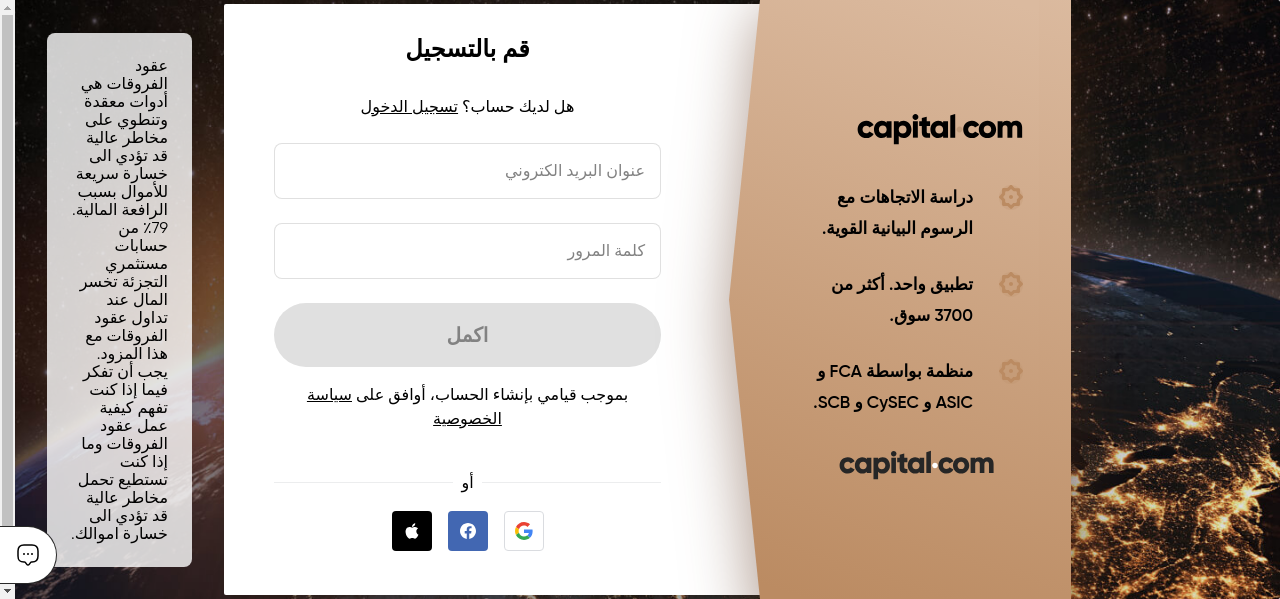 capital.com
دراسة الاتجاهات مع
الرسوم البيانية القوية.
تطبيق واحد. أكثر من
3700 سوق.
منظمة بواسطة FCA و
ASIC و CySEC و SCB.
capital.com
قم بالتسجيل
هل لديك حساب؟ تسجيل الدخول
عنوان البريد الكتروني
كلمة المرور
اكمل
بموجب قيامي بإنشاء الحساب، أوافق على سياسة
الخصوصية
أو
عقود
الفروقات هي
أدوات معقدة
وتنطوي على
مخاطر عالية
قد تؤدي الى
خسارة سريعة
للأموال بسبب
الرافعة المالية.
79٪ من
حسابات
مستثمري
التجزئة تخسر
المال عند
تداول عقود
الفروقات مع
هذا المزود.
يجب أن تفكر
فيما إذا كنت
تفهم كيفية
عمل عقود
الفروقات وما
إذا كنت
تستطيع تحمل
مخاطر عالية
قد تؤدي الى
خسارة اموالك.